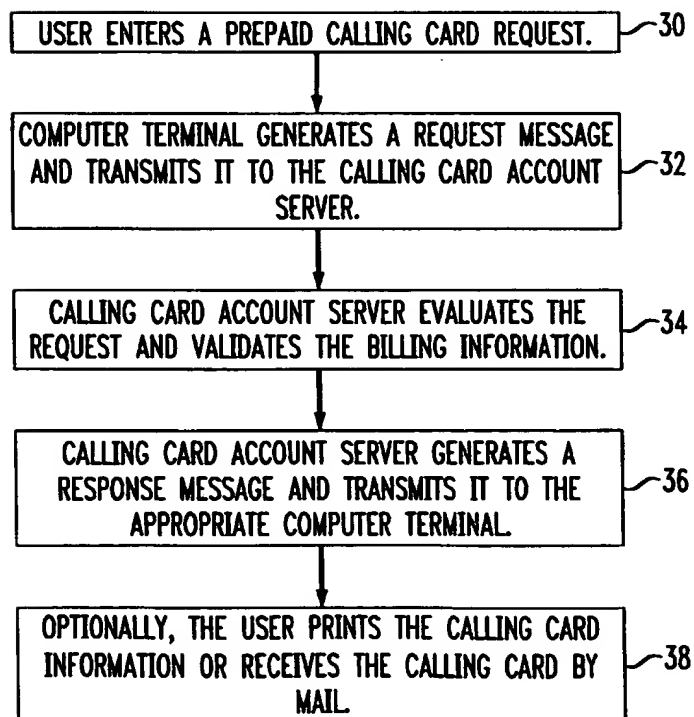 USER ENTERS A PREPAID CALLING CARD REQUEST.
30
COMPUTER TERMINAL GENERATES A REQUEST MESSAGE
AND TRANSMITS IT TO THE CALLING CARD ACCOUNT
SERVER.
32
CALLING CARD ACCOUNT SERVER EVALUATES THE
REQUEST AND VALIDATES THE BILLING INFORMATION.
34
CALLING CARD ACCOUNT SERVER GENERATES A
RESPONSE MESSAGE AND TRANSMITS IT TO THE
APPROPRIATE COMPUTER TERMINAL.
36
OPTIONALLY, THE USER PRINTS THE CALLING CARD
INFORMATION OR RECEIVES THE CALLING CARD BY
MAIL.
38